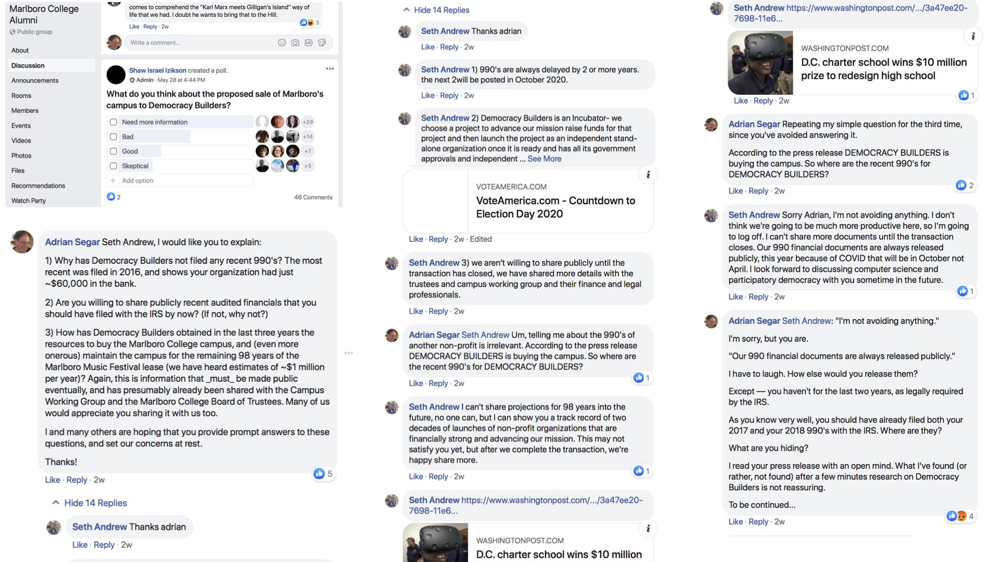 Marlboro College
Alumni
Public group
About
Discussion
Announcements
Rooms
Members
Events
Videos
Photos
Files
Recommendations
Watch Party
comes to comprehend the "Karl Marx meets Gilligan's Island" way of
life that we had. I doubt he wants to bring that to the Hill.
Like · Reply · 2w
3
Write a comment...
GIF
Shaw Israel Izikson created a poll.
Admin · May 28 at 4:44 PM
What do you think about the proposed sale of Marlboro's
campus to Democracy Builders?
Need more information
+29
Bad
+14
Good
+7
Skeptical
+5
+ Add option
2
46 Comments
Adrian Segar Seth Andrew, I would like you to explain:
1) Why has Democracy Builders not filed any recent 990's? The most
recent was filed in 2016, and shows your organization had just
~$60,000 in the bank.
2) Are you willing to share publicly recent audited financials that you
should have filed with the IRS by now? (If not, why not?)
3) How has Democracy Builders obtained in the last three years the
resources to buy the Marlboro College campus, and (even more
onerous) maintain the campus for the remaining 98 years of the
Marlboro Music Festival lease (we have heard estimates of ~$1 million
per year)? Again, this is information that _must_ be made public
eventually, and has presumably already been shared with the Campus
Working Group and the Marlboro College Board of Trustees. Many of us
would appreciate you sharing it with us too.
I and many others are hoping that you provide prompt answers to these
questions, and set our concerns at rest.
Thanks!
5
Like · Reply · 2w
Hide 14 Replies
Seth Andrew Thanks adrian
Like · Reply · 2w
Hide 14 Replies
Seth Andrew Thanks adrian
Like · Reply · 2w
Seth Andrew 1) 990's are always delayed by 2 or more years.
the next 2will be posted in October 2020.
Like · Reply · 2w
Seth Andrew 2) Democracy Builders is an Incubator- we
choose a project to advance our mission raise funds for that
project and then launch the project as an independent stand-
alone organization once it is ready and has all its government
approvals and independent ... See More
i
VOTEAMERICA.COM
VoteAmerica.com - Countdown to
Election Day 2020
Like · Reply · 2w · Edited
Seth Andrew 3) we aren't willing to share publicly until the
transaction has closed, we have shared more details with the
trustees and campus working group and their finance and legal
professionals.
Like · Reply · 2w
Adrian Segar Seth Andrew Um, telling me about the 990's of
another non-profit is irrelevant. According to the press release
DEMOCRACY BUILDERS is buying the campus. So where are
the recent 990's for DEMOCRACY BUILDERS?
1
Like · Reply · 2w
Seth Andrew I can't share projections for 98 years into the
future, no one can, but I can show you a track record of two
decades of launches of non-profit organizations that are
financially strong and advancing our mission. This may not
satisfy you yet, but after we complete the transaction, we're
happy share more.
1
Like · Reply · 2w
Seth Andrew https://www.washingtonpost.com/.../3a47ee20-
7698-11e6...
i
WASHINGTONPOST.COM
D.C. charter school wins $10 million
Seth Andrew https://www.washingtonpost.com/.../3a47ee20-
7698-11e6...
i
WASHINGTONPOST.COM
D.C. charter school wins $10 million
prize to redesign high school
1
Like · Reply · 2w
Adrian Segar Repeating my simple question for the third time,
since you've avoided answering it.
According to the press release DEMOCRACY BUILDERS is
buying the campus. So where are the recent 990's for
DEMOCRACY BUILDERS?
2
Like · Reply · 2w
Seth Andrew Sorry Adrian, I'm not avoiding anything. I don't
think we're going to be much more productive here, so I'm going
to log off. I can't share more documents until the transaction
closes. Our 990 financial documents are always released
publicly, this year because of COVID that will be in October not
April. I look forward to discussing computer science and
participatory democracy with you sometime in the future.
1
Like · Reply · 2w
Adrian Segar Seth Andrew: "I'm not avoiding anything."
I'm sorry, but you are.
"Our 990 financial documents are always released publicly."
I have to laugh. How else would you release them?
Except — you haven't for the last two years, as legally required
by the IRS.
As you know very well, you should have already filed both your
2017 and your 2018 990's with the IRS. Where are they?
What are you hiding?
I read your press release with an open mind. What I've found (or
rather, not found) after a few minutes research on Democracy
Builders is not reassuring.
To be continued...
4
Like · Reply · 2w